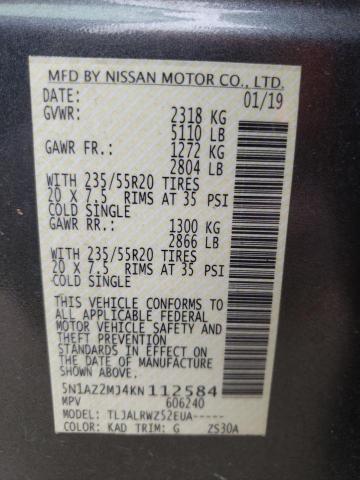 MFD BY NISSAN MOTOR CO., LTD.
DATE: 01/19
GVWR: 2318 KG
5110 LB
GAWR FR.: 1272 KG
2804 LB
WITH 235/55R20 TIRES
20 X 7.5 RIMS AT 35 PSI
COLD SINGLE
GAWR RR.: 1300 KG
2866 LB
WITH 235/55R20 TIRES
20 X 7.5 RIMS AT 35 PSI
COLD SINGLE
THIS VEHICLE CONFORMS TO
ALL APPLICABLE FEDERAL
MOTOR VEHICLE SAFETY AND
THEFT PREVENTION
STANDARDS IN EFFECT ON
THE DATE OF MANUFACTURE
SHOWN ABOVE.
5N1AZ2MJ4KN112584
MPV 606240
MODEL: TLJALRWZ52EUA-----
COLOR: KAD TRIM: G ZS30A